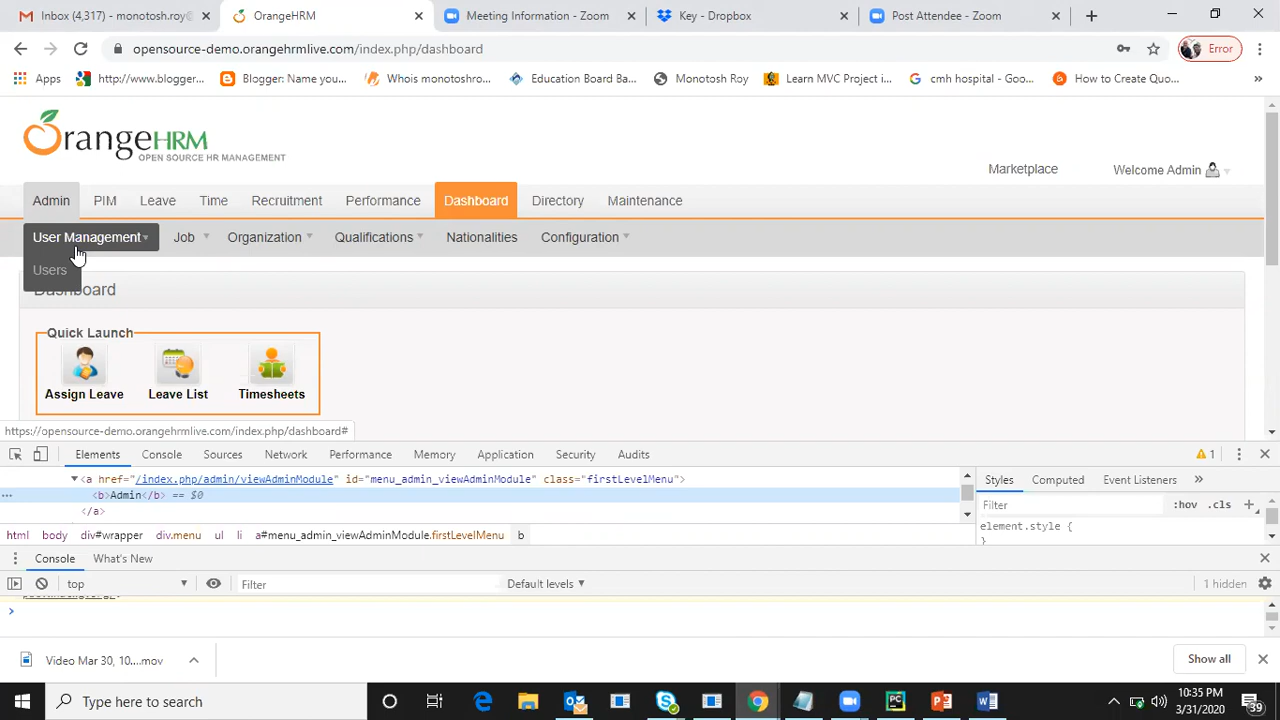 Inbox (4,317) - monotosh.roy@
OrangeHRM
Meeting Information - Zoom
Key - Dropbox
Post Attendee - Zoom
opensource-demo.orangehrmlive.com/index.php/dashboard
Error
Apps
http://www.blogger...
Blogger: Name you...
Whois monotoshro...
Education Board Ba...
Monotosh Roy
Learn MVC Project i...
cmh hospital - Goo...
How to Create Quo...
»
OrangeHRM
OPEN SOURCE HR MANAGEMENT
Marketplace
Welcome Admin
Admin
PIM
Leave
Time
Recruitment
Performance
Dashboard
Directory
Maintenance
User Management
Job
Organization
Qualifications
Nationalities
Configuration
Users
Dashboard
Quick Launch
Assign Leave
Leave List
Timesheets
https://opensource-demo.orangehrmlive.com/index.php/dashboard#
Elements
Console
Sources
Network
Performance
Memory
Application
Security
Audits
1
<a href="/index.php/admin/viewAdminModule" id="menu_admin_viewAdminModule" class="firstLevelMenu">
<b>Admin</b> == $0
</a>
Styles
Computed
Event Listeners
»
Filter
:hov
.cls
+
element.style {
}
html
body
div#wrapper
div.menu
ul
li
a#menu_admin_viewAdminModule.firstLevelMenu
b
Console
What's New
top
Filter
Default levels
1 hidden
>
Video Mar 30, 10....mov
Show all
Type here to search
10:35 PM
3/31/2020
39